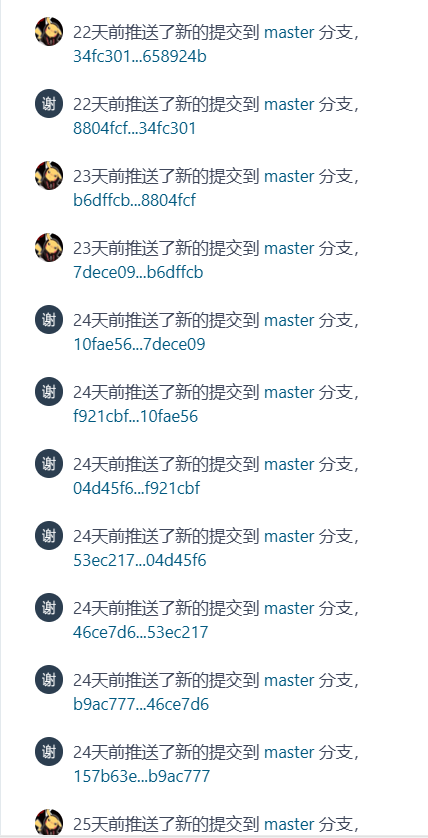 22天前推送了新的提交到 master 分支，
34fc301...658924b
谢
22天前推送了新的提交到 master 分支，
8804fcf...34fc301
23天前推送了新的提交到 master 分支，
b6dffcb...8804fcf
23天前推送了新的提交到 master 分支，
7dece09...b6dffcb
谢
24天前推送了新的提交到 master 分支，
10fae56...7dece09
谢
24天前推送了新的提交到 master 分支，
f921cbf...10fae56
谢
24天前推送了新的提交到 master 分支，
04d45f6...f921cbf
谢
24天前推送了新的提交到 master 分支，
53ec217...04d45f6
谢
24天前推送了新的提交到 master 分支，
46ce7d6...53ec217
谢
24天前推送了新的提交到 master 分支，
b9ac777...46ce7d6
谢
24天前推送了新的提交到 master 分支，
157b63e...b9ac777
25天前推送了新的提交到 master 分支，